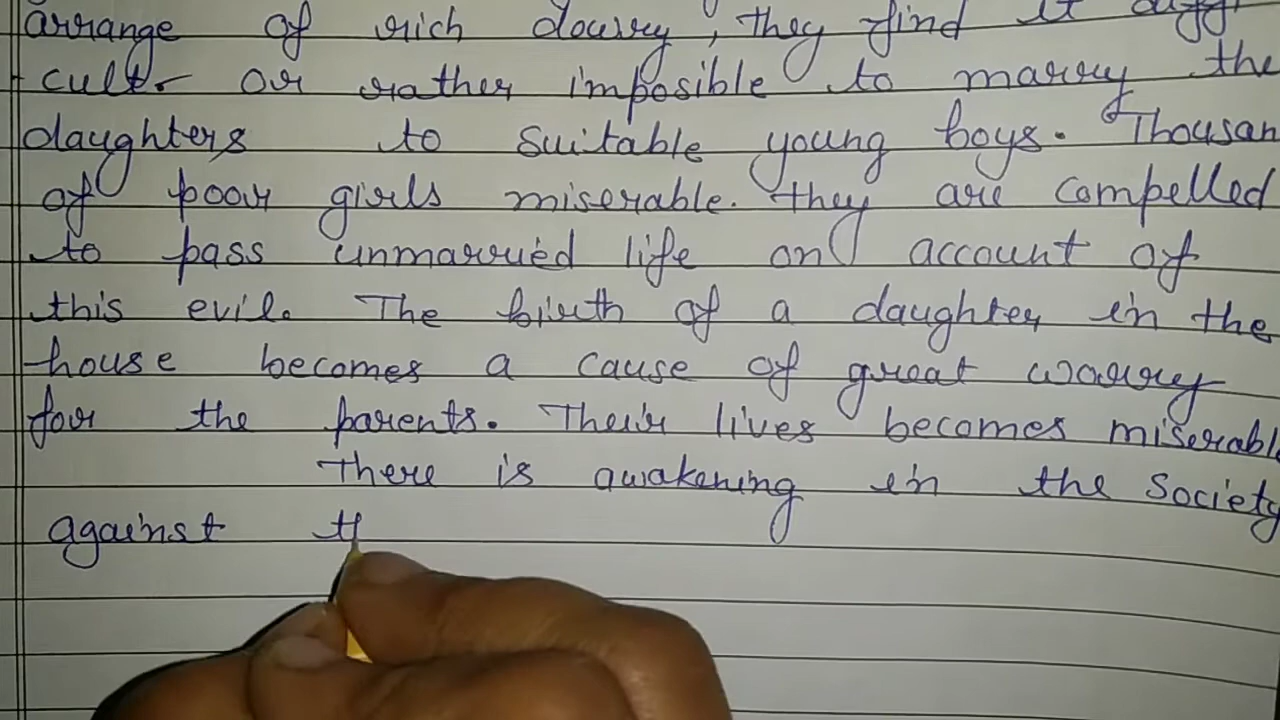 arrange of rich dowry, they find it diffi
cult or rather imposible to marry the
daughters to suitable young boys. Thousan
of poor girls miserable. they are compelled
to pass unmarried life on account of
this evil. The birth of a daughter in the
house becomes a cause of great worry
for the parents. Their lives becomes miserabl
There is awakening in the society
against th